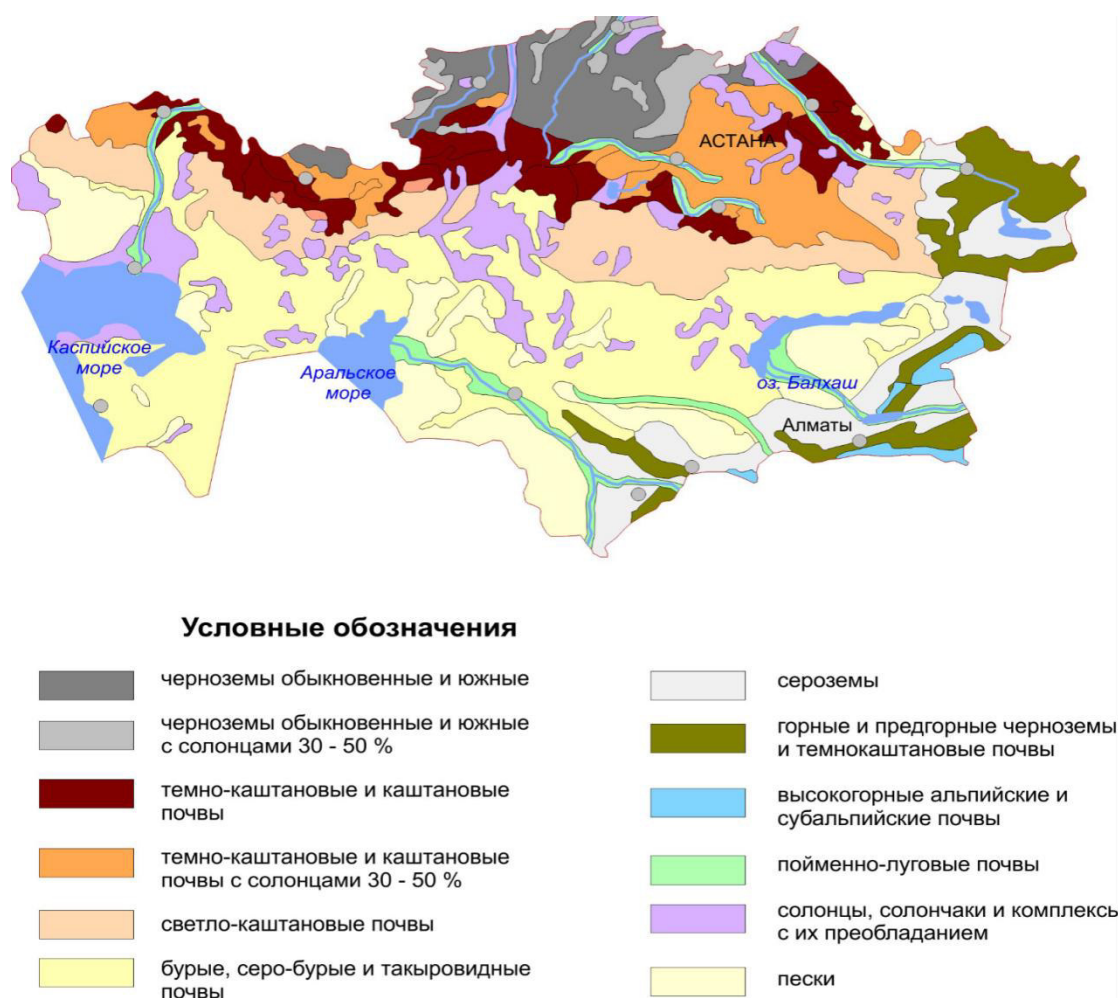 АСТАНА
Каспийское
море
Аральское
море
оз. Балхаш
Алматы
Условные обозначения
черноземы обыкновенные и южные
черноземы обыкновенные и южные
с солонцами 30 - 50 %
темно-каштановые и каштановые
почвы
темно-каштановые и каштановые
почвы с солонцами 30 - 50 %
светло-каштановые почвы
бурые, серо-бурые и такыровидные
почвы
сероземы
горные и предгорные черноземы
и темнокаштановые почвы
высокогорные альпийские и
субальпийские почвы
пойменно-луговые почвы
солонцы, солончаки и комплексы
с их преобладанием
пески